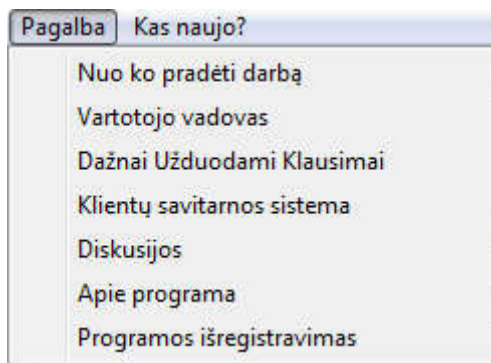 Pagalba Kas naujo?
Nuo ko pradėti darbą
Vartotojo vadovas
Dažnai Užduodami Klausimai
Klientų savitarnos sistema
Diskusijos
Apie programa
Programos išregistravimas